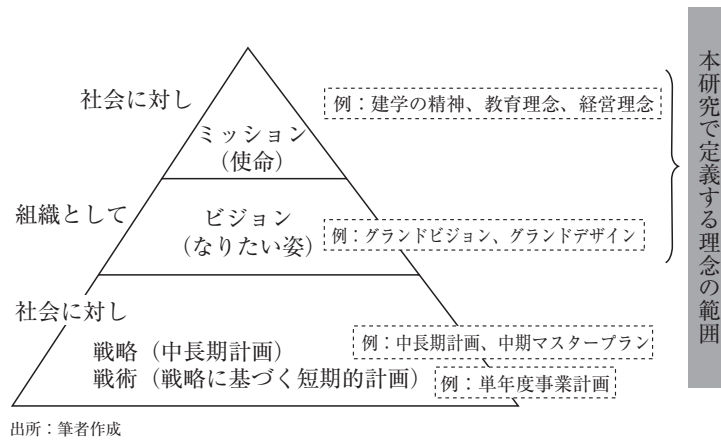 社会に対し
例：建学の精神、教育理念、経営理念
ミッション
（使命）
組織として
ビジョン
（なりたい姿）
例：グランドビジョン、グランドデザイン
社会に対し
戦略（中長期計画）
例：中長期計画、中期マスタープラン
戦術（戦略に基づく短期的計画）
例：単年度事業計画
本研究で定義する理念の範囲
出所：筆者作成